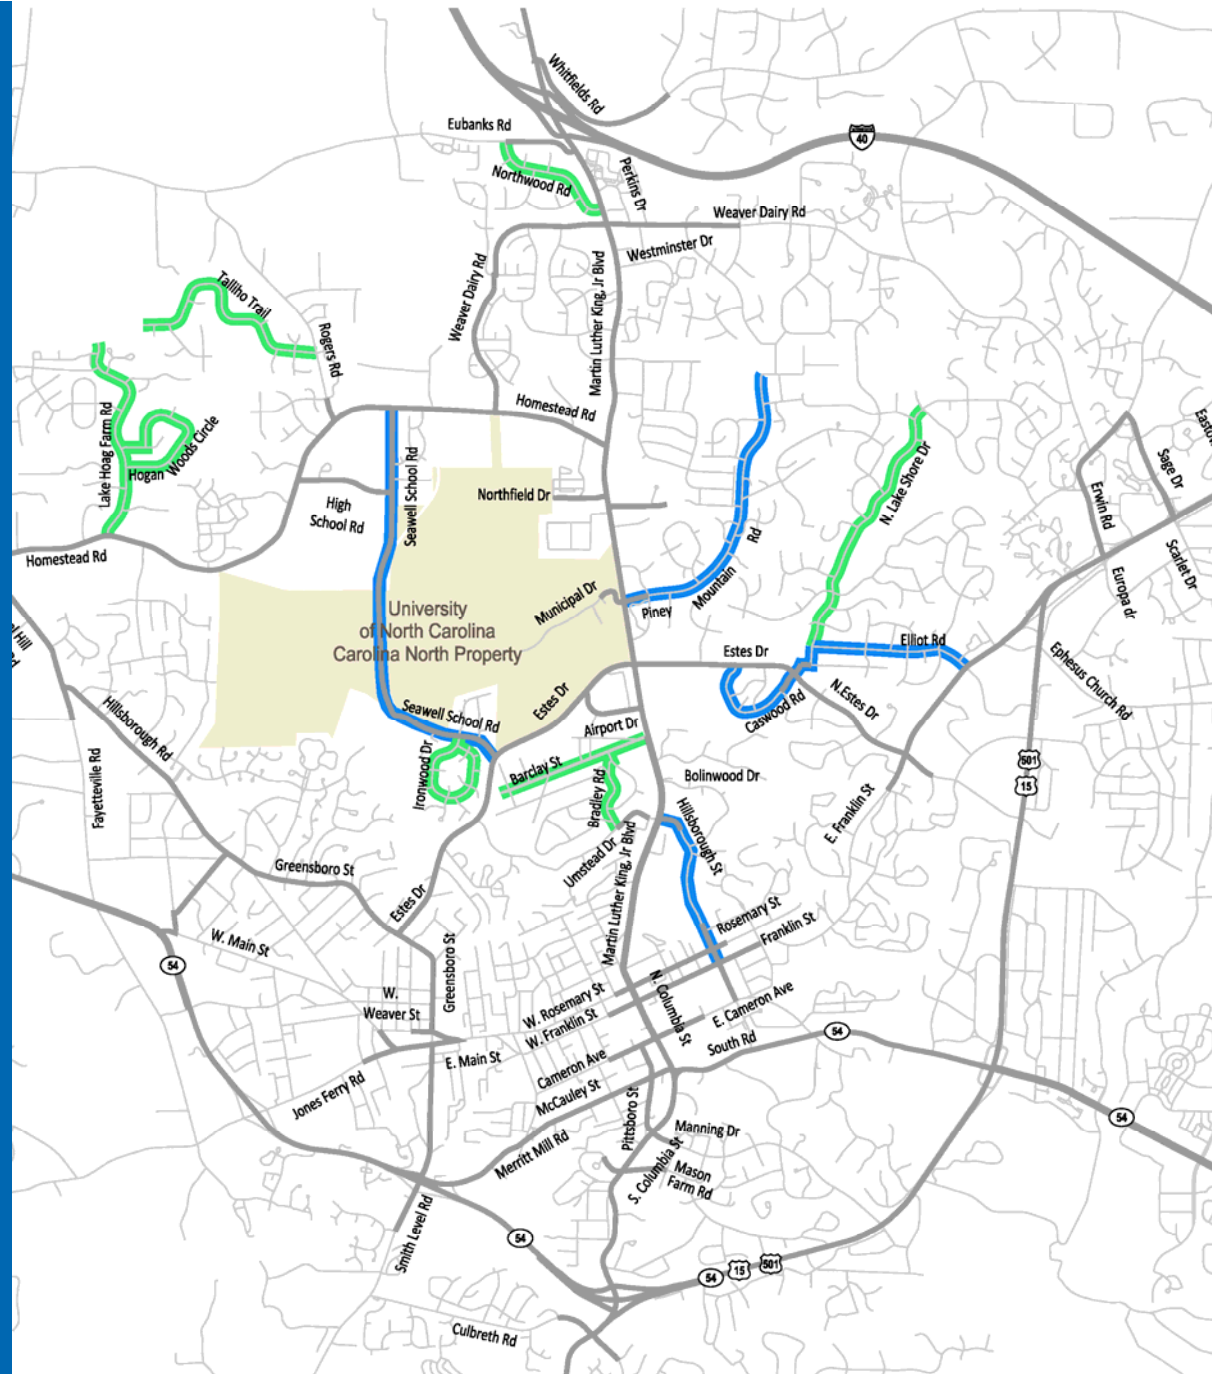 Whitfields Rd
Eubanks Rd
40
Northwood Rd
Perkins Dr
Weaver Dairy Rd
Westminster Dr
Martin Luther King, Jr Blvd
Weaver Dairy Rd
Tallho Trail
Rogers Rd
Homestead Rd
Lake Hoag Farm Rd
Hogan Woods Circle
Seawell School Rd
N. Lake Shore Dr
Sage Dr
Erwin Rd
Northfield Dr
High
School Rd
Homestead Rd
Scarlet Dr
Europa dr
Piney Mountain Rd
Municipal Dr
University
of North Carolina
Carolina North Property
Elliot Rd
Estes Dr
Ephesus Church Rd
Hillsborough Rd
Seawell School Rd
Estes Dr
N.Estes Dr
Caswood Rd
Airport Dr
Fayetteville Rd
Ironwood Dr
Barclay St
Bradley Rd
Bolinwood Dr
501
15
E. Franklin St
Hillsborough St
Umstead Dr
Martin Luther King, Jr Blvd
Greensboro St
Estes Dr
Rosemary St
Franklin St
W. Main St
54
Greensboro St
W.
Weaver St
W. Rosemary St
W. Franklin St
N. Columbia St
E. Cameron Ave
South Rd
54
E. Main St
Cameron Ave
McCauley St
Jones Ferry Rd
Pittsboro St
Manning Dr
54
Merritt Mill Rd
S. Columbia St
Mason
Farm Rd
Smith Level Rd
54
54
15
501
Culbreth Rd